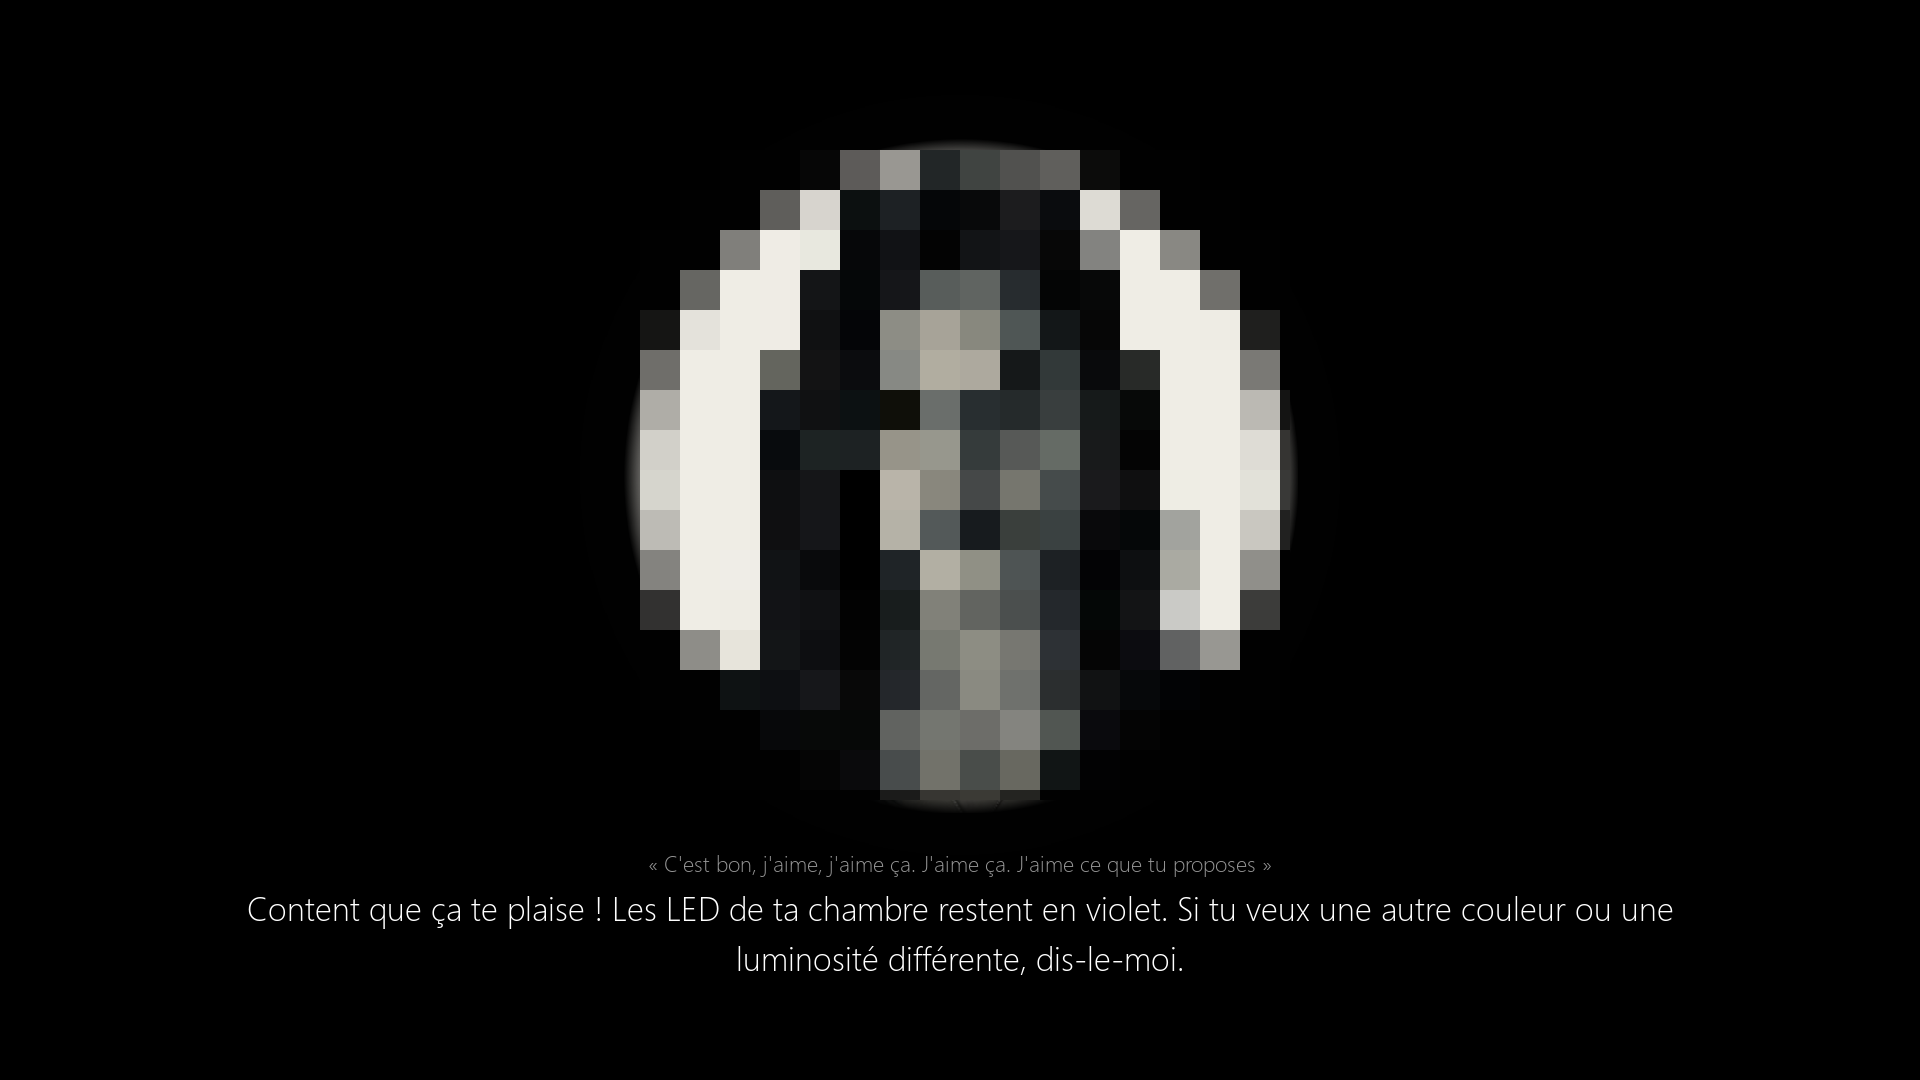 « C'est bon, j'aime, j'aime ça. J'aime ça. J'aime ce que tu proposes »
Content que ça te plaise ! Les LED de ta chambre restent en violet. Si tu veux une autre couleur ou une
luminosité différente, dis-le-moi.